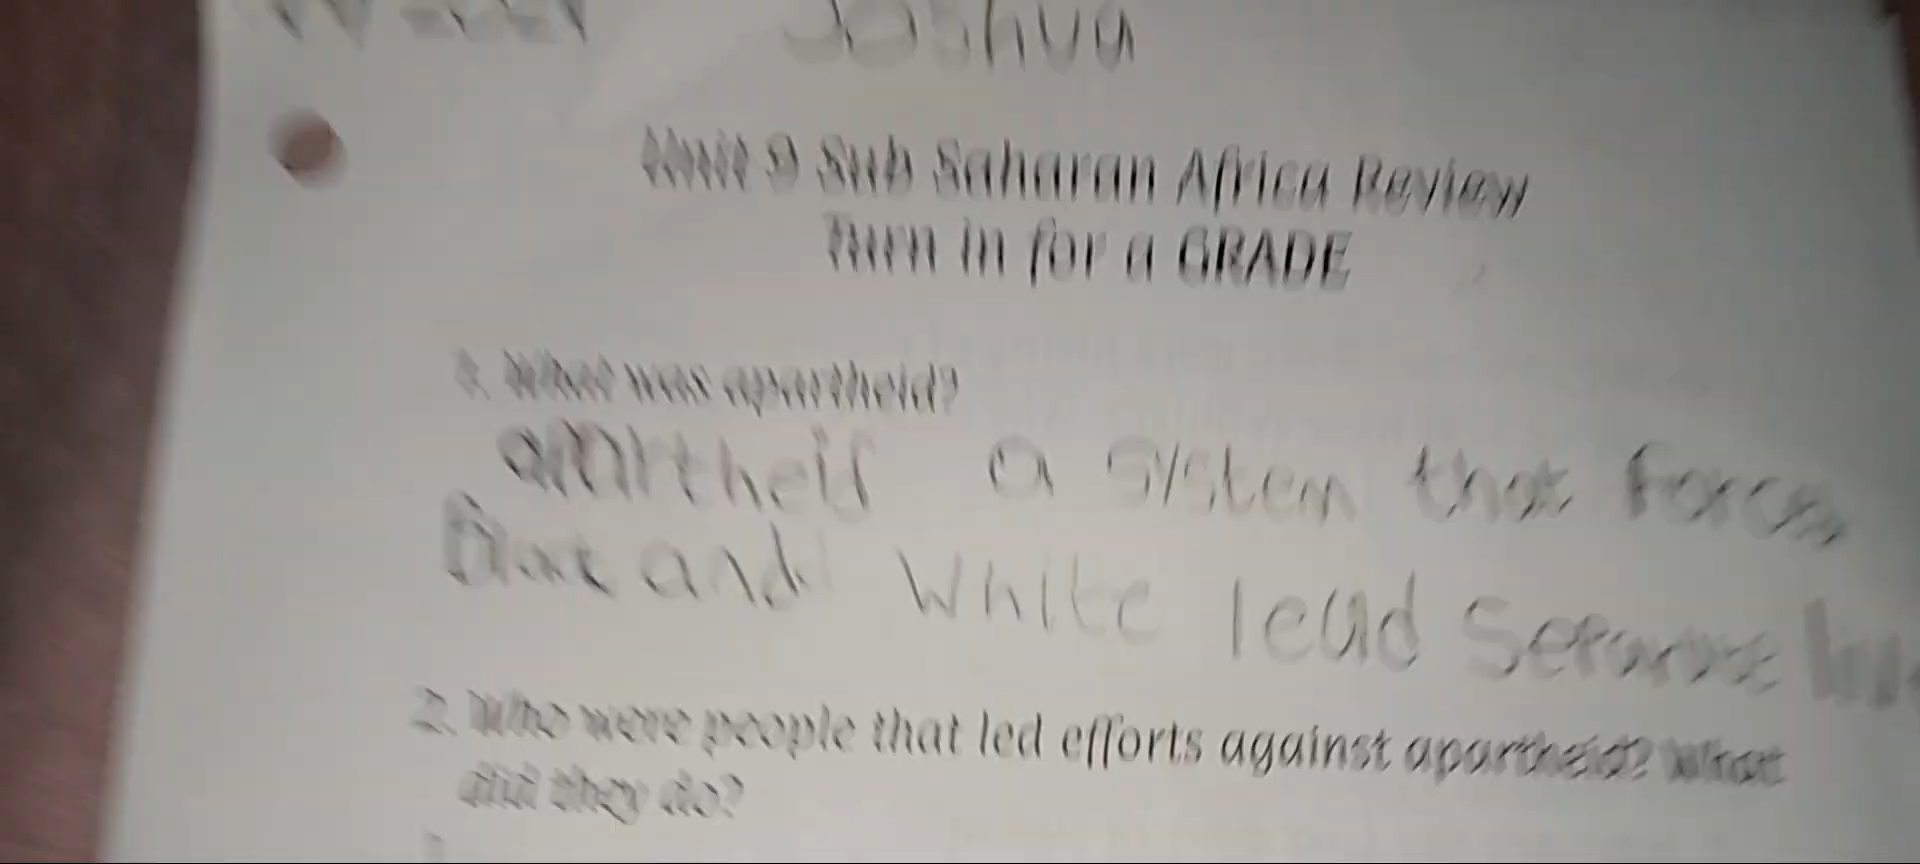 Joshua
Unit 9 Sub Saharan Africa Review
Turn in for a GRADE
1. What was apartheid?
a system that force
and white lead
2. Who were people that led efforts against apartheid? What
did they do?